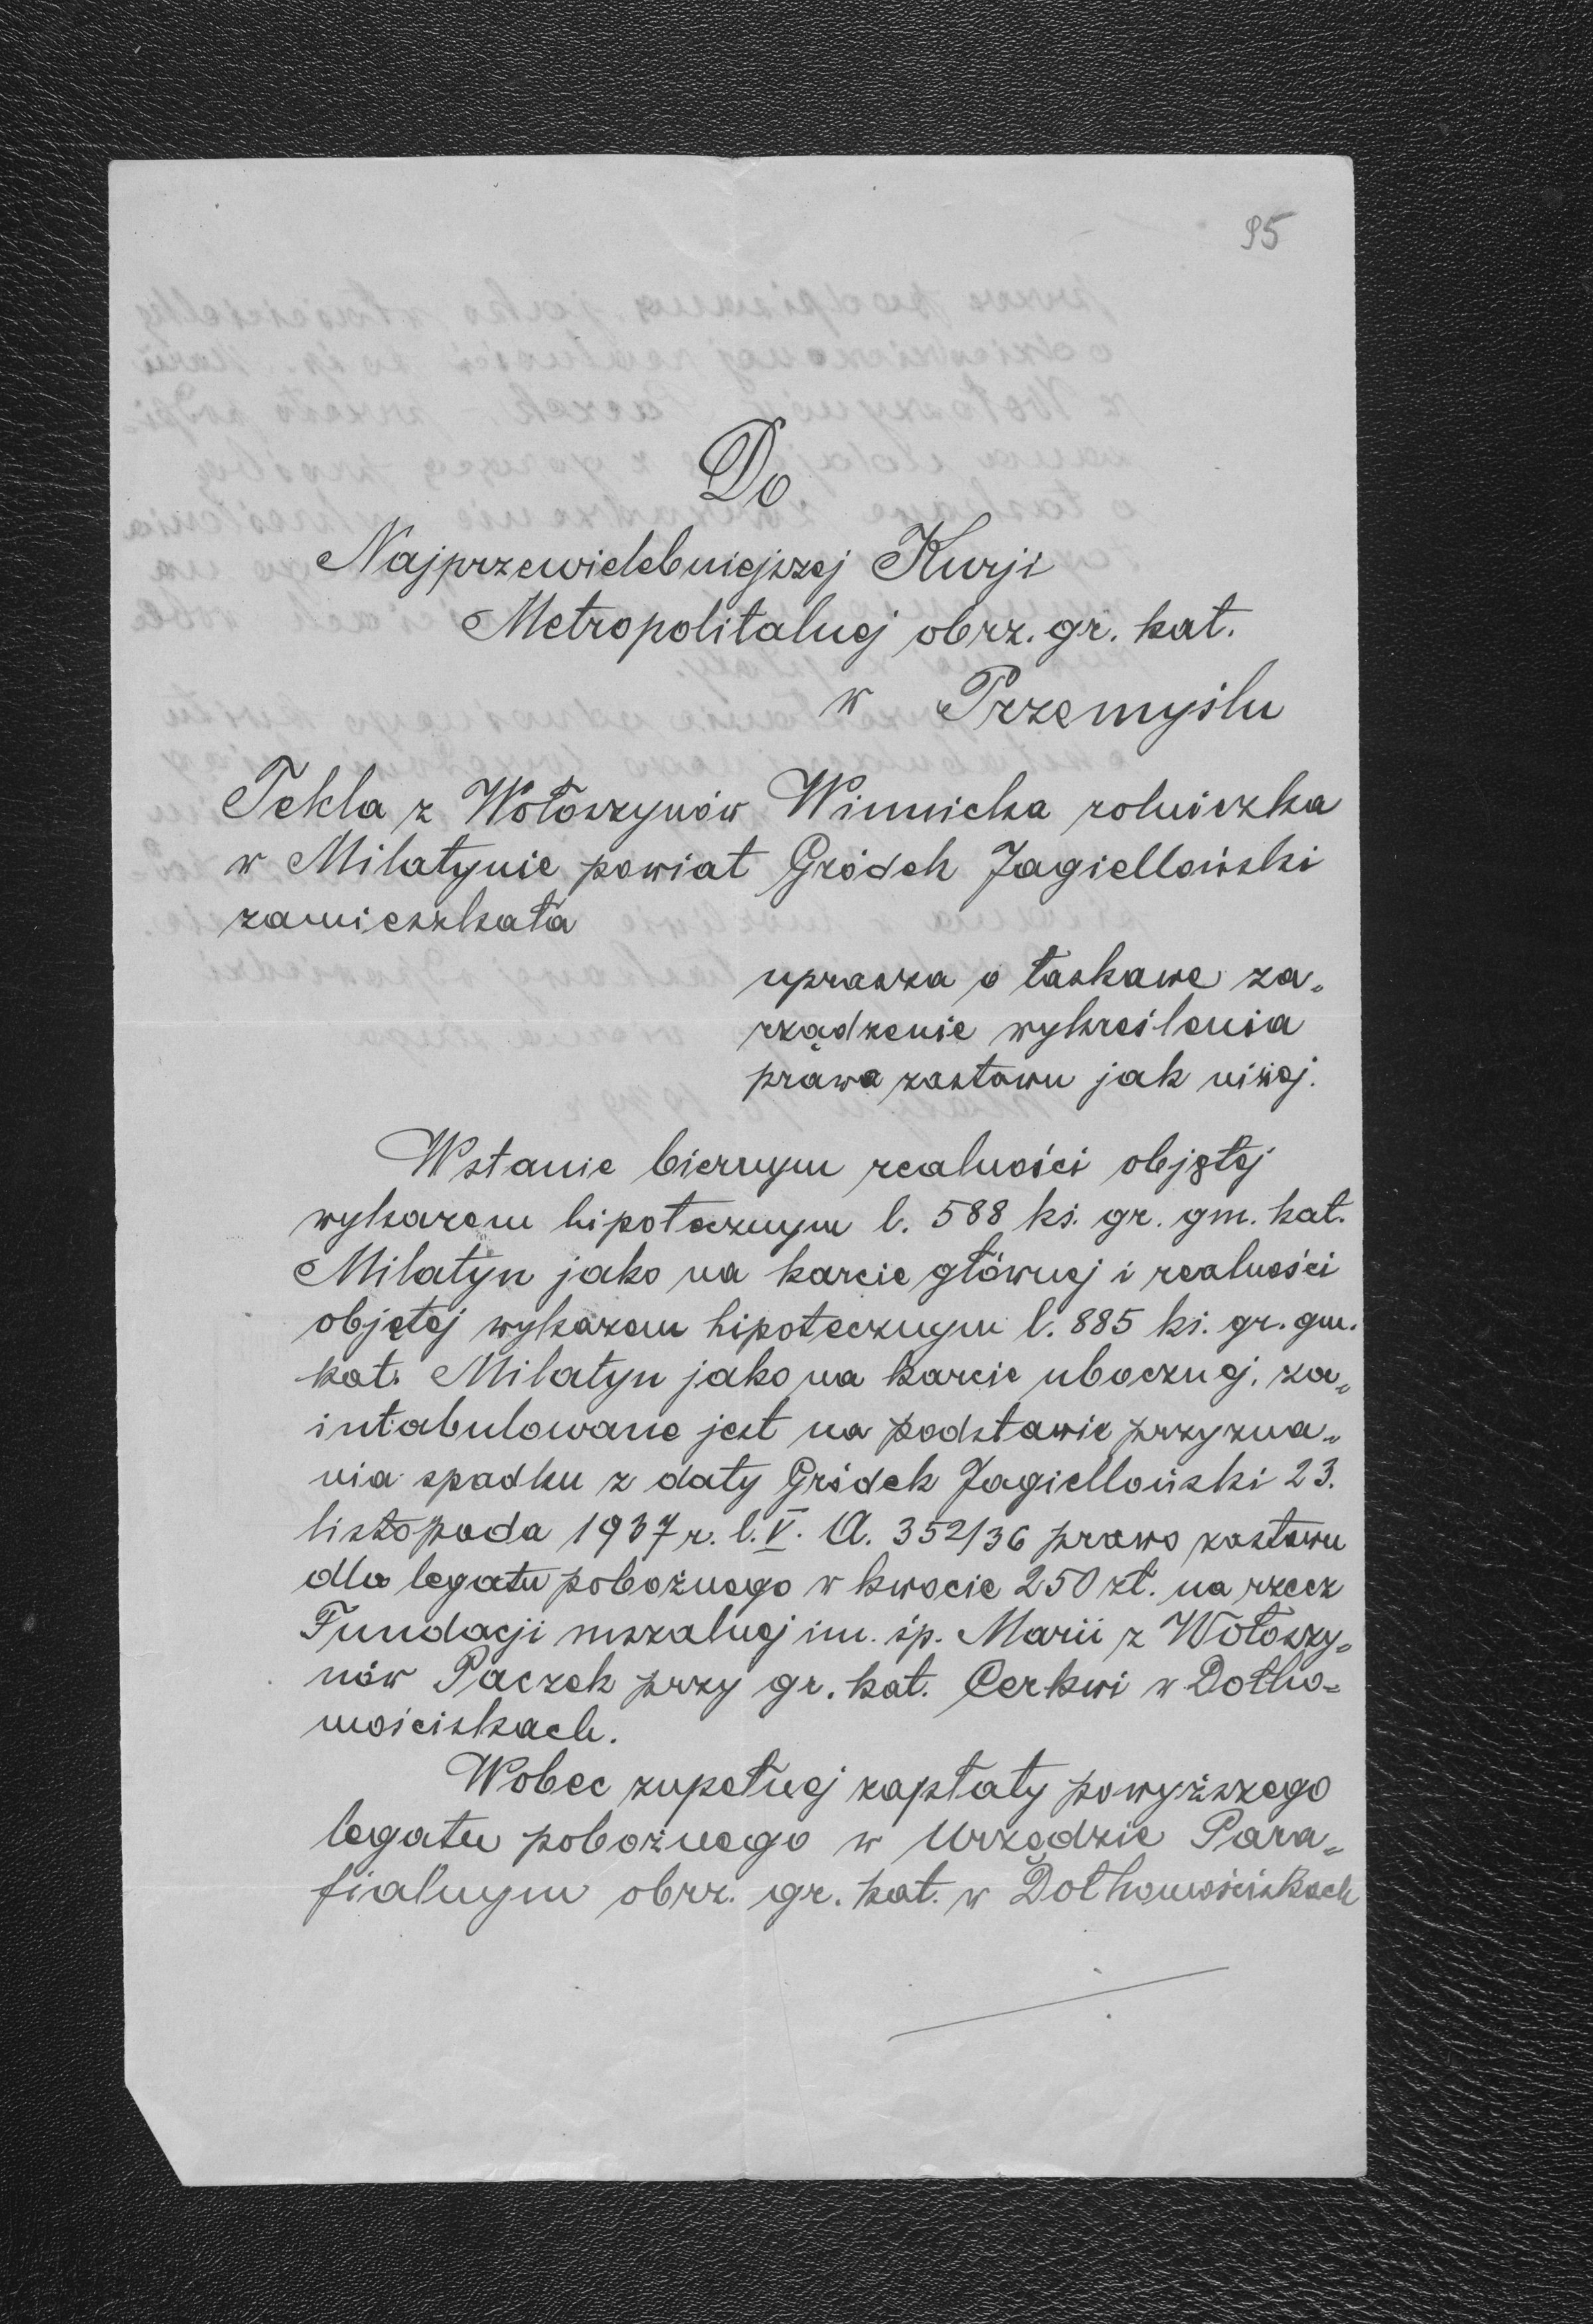 95
Do
Najprzewielebniejszej Kurji
Metropolitalnej obrz. gr. kat.
w Przemyślu
Tekla z Wołoszynów Winnicka rolniczka
w Milatynie powiat Gródek Jagielloński
zamieszkała
uprasza o łaskawe za„
rządzenie wykreślenia
prawa zastawu jak niżej.
W stanie biernym realności objętej
wykazem hipotecznym l. 588 ks. gr. gm. kat.
Milatyn jako na karcie głównej i realności
objętej wykazem hipotecznym l. 885 ks. gr. gm.
kat. Milatyn jako na karcie ubocznej, za„
intabulowane jest na podstawie przyzna„
nia spadku z daty Gródek Jagielloński 23.
listopada 1937 r. l. V. A. 352/36 prawo zastawu
dla legatu pobożnego w kwocie 250 zł. na rzecz
Fundacji mszalnej im. śp. Marii z Wołoszy„
nów Paczek przy gr. kat. Cerkwi w Dołho=
mościskach.
Wobec zupełnej zapłaty powyższego
legatu pobożnego w Urzędzie Para„
fialnym obrz. gr. kat. w Dołhomościskach